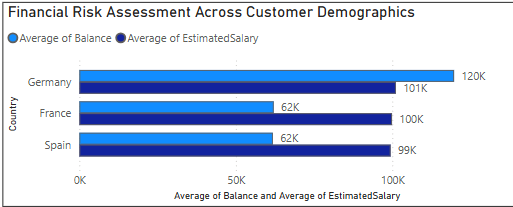 Financial Risk Assessment Across Customer Demographics
Average of Balance Average of EstimatedSalary
Country
Germany 120K
101K
France 62K
100K
Spain 62K
99K
0K 50K 100K
Average of Balance and Average of EstimatedSalary